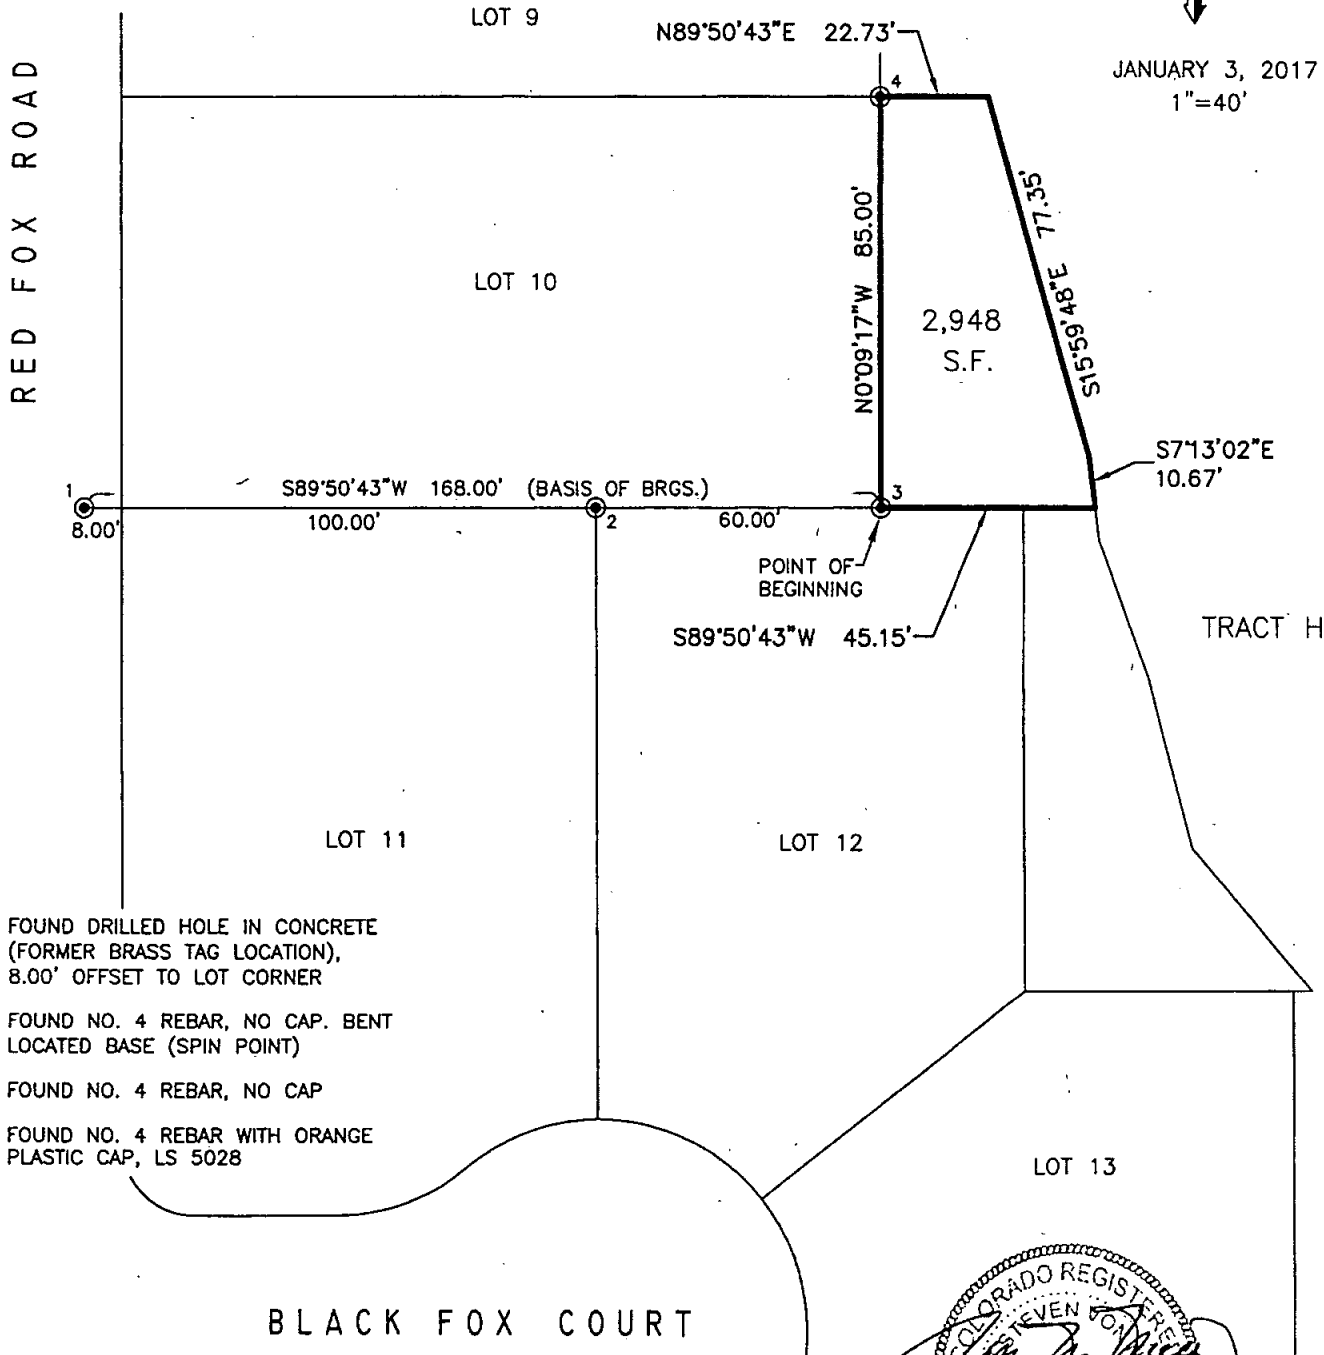 LOT 9
N89°50'43"E 22.73'
JANUARY 3, 2017
1"=40'
RED FOX ROAD
4
N0°09'17"W 85.00'
S15°59'48"E 77.35'
LOT 10
2,948
S.F.
S7°13'02"E
10.67'
1
S89°50'43"W 168.00' (BASIS OF BRGS.)
3
8.00'
100.00'
2
60.00'
POINT OF
BEGINNING
S89°50'43"W 45.15'
TRACT H
LOT 11
LOT 12
FOUND DRILLED HOLE IN CONCRETE
(FORMER BRASS TAG LOCATION),
8.00' OFFSET TO LOT CORNER
FOUND NO. 4 REBAR, NO CAP. BENT
LOCATED BASE (SPIN POINT)
FOUND NO. 4 REBAR, NO CAP
FOUND NO. 4 REBAR WITH ORANGE
PLASTIC CAP, LS 5028
LOT 13
COLORADO REGISTERED
STEVEN VON
BLACK FOX COURT